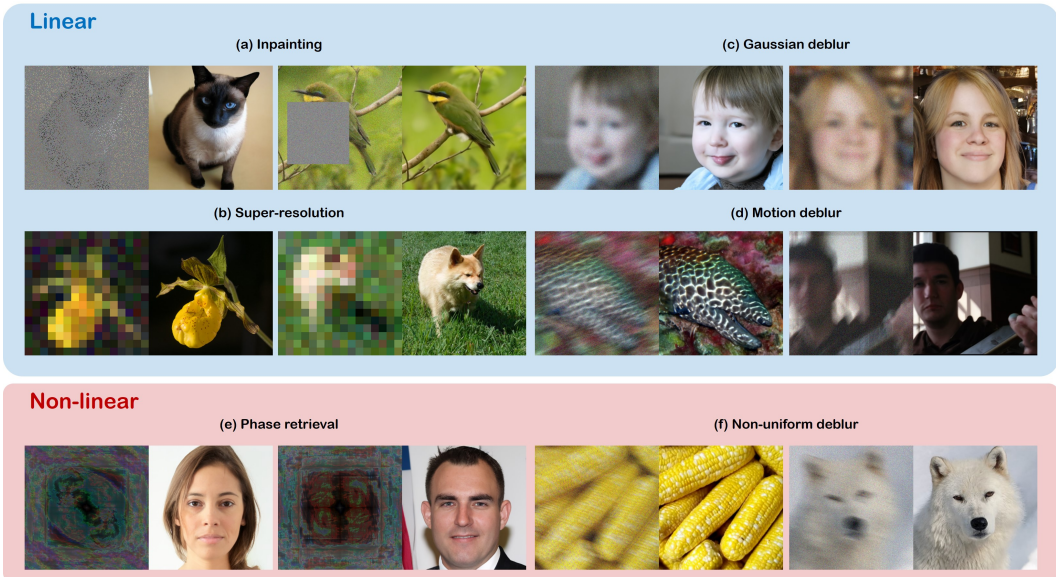 Linear
(a) Inpainting
(c) Gaussian deblur
(b) Super-resolution
(d) Motion deblur
Non-linear
(e) Phase retrieval
(f) Non-uniform deblur